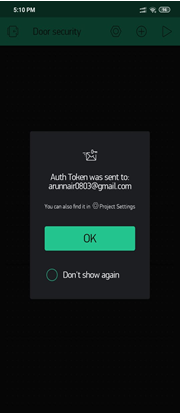 5:10 PM
Door security
Auth Token was sent to:
arunnair0803@gmail.com
You can also find it in Project Settings
OK
Don't show again